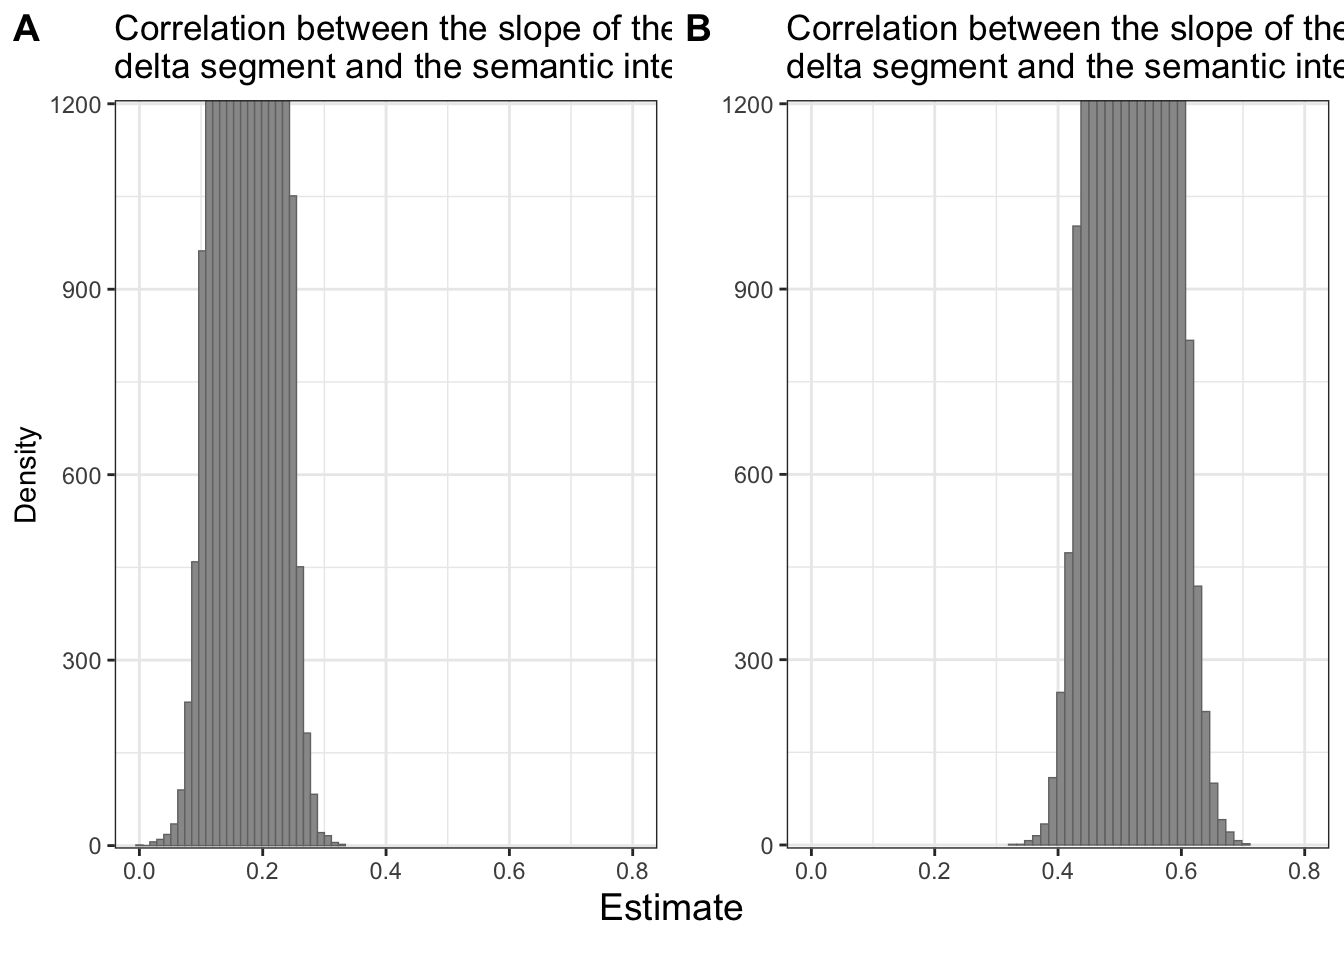 A
Correlation between the slope of the
delta segment and the semantic inte
B
Correlation between the slope of the
delta segment and the semantic inte
Density
1200
900
600
300
0
0.0 0.2 0.4 0.6 0.8
1200
900
600
300
0
0.0 0.2 0.4 0.6 0.8
Estimate